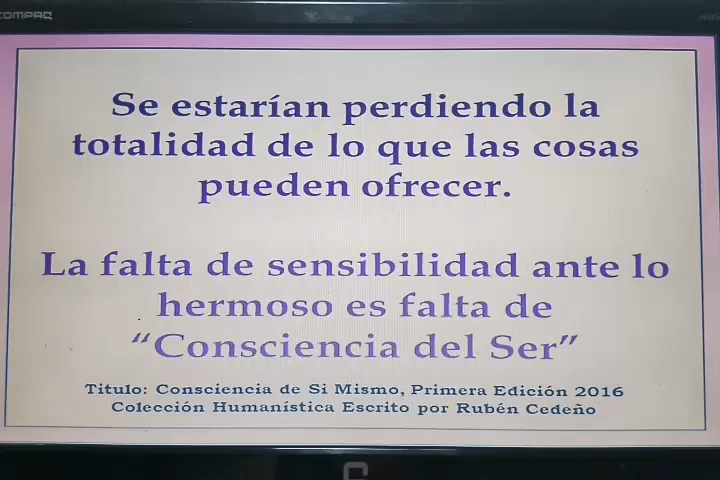 COMPAQ
Se estarían perdiendo la
totalidad de lo que las cosas
pueden ofrecer.
La falta de sensibilidad ante lo
hermoso es falta de
“Consciencia del Ser”
Titulo: Consciencia de Si Mismo, Primera Edición 2016
Colección Humanística Escrito por Rubén Cedeño